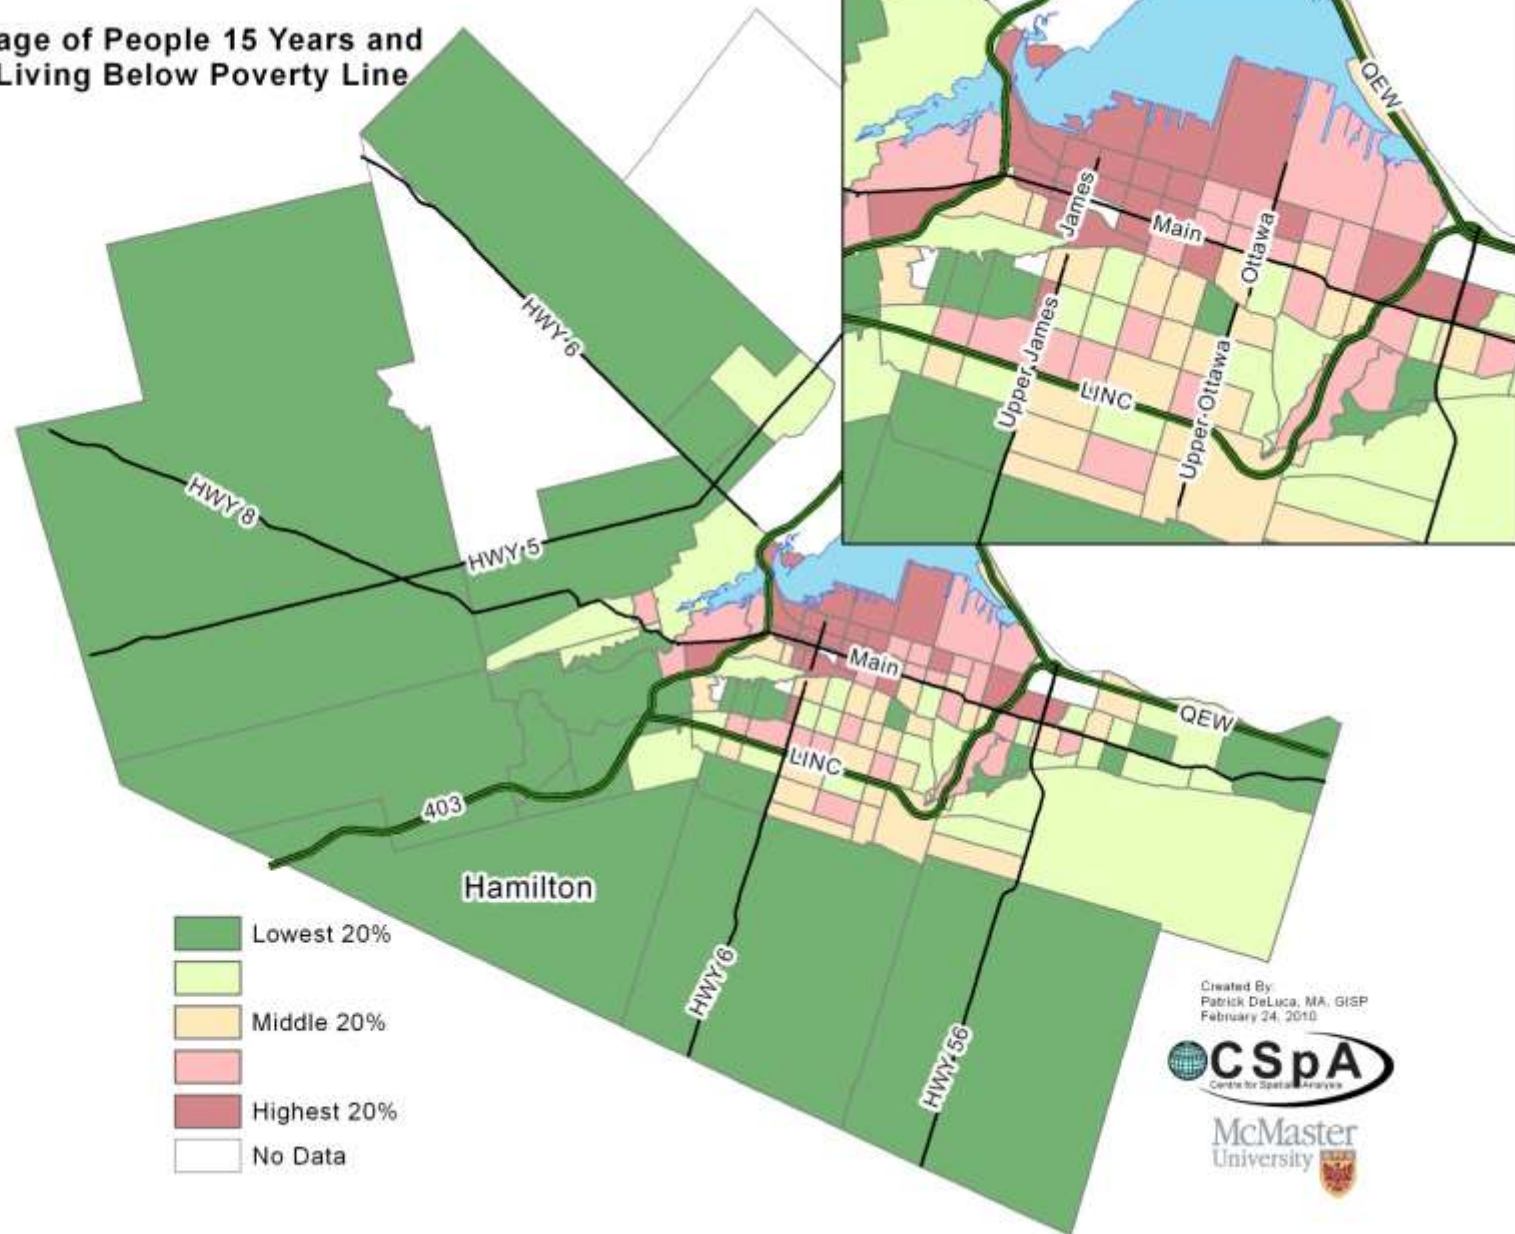 age of People 15 Years and
Living Below Poverty Line
QEW
James
Main
Ottawa
Upper James
LINC
Upper Ottawa
HWY 6
HWY 8
HWY 5
Main
QEW
LINC
403
Hamilton
HWY 6
HWY 56
Lowest 20%
Middle 20%
Highest 20%
No Data
Created By:
Patrick DeLuca, MA, GISP
February 24, 2010
CSpA
Centre for Spatial Analysis
McMaster
University